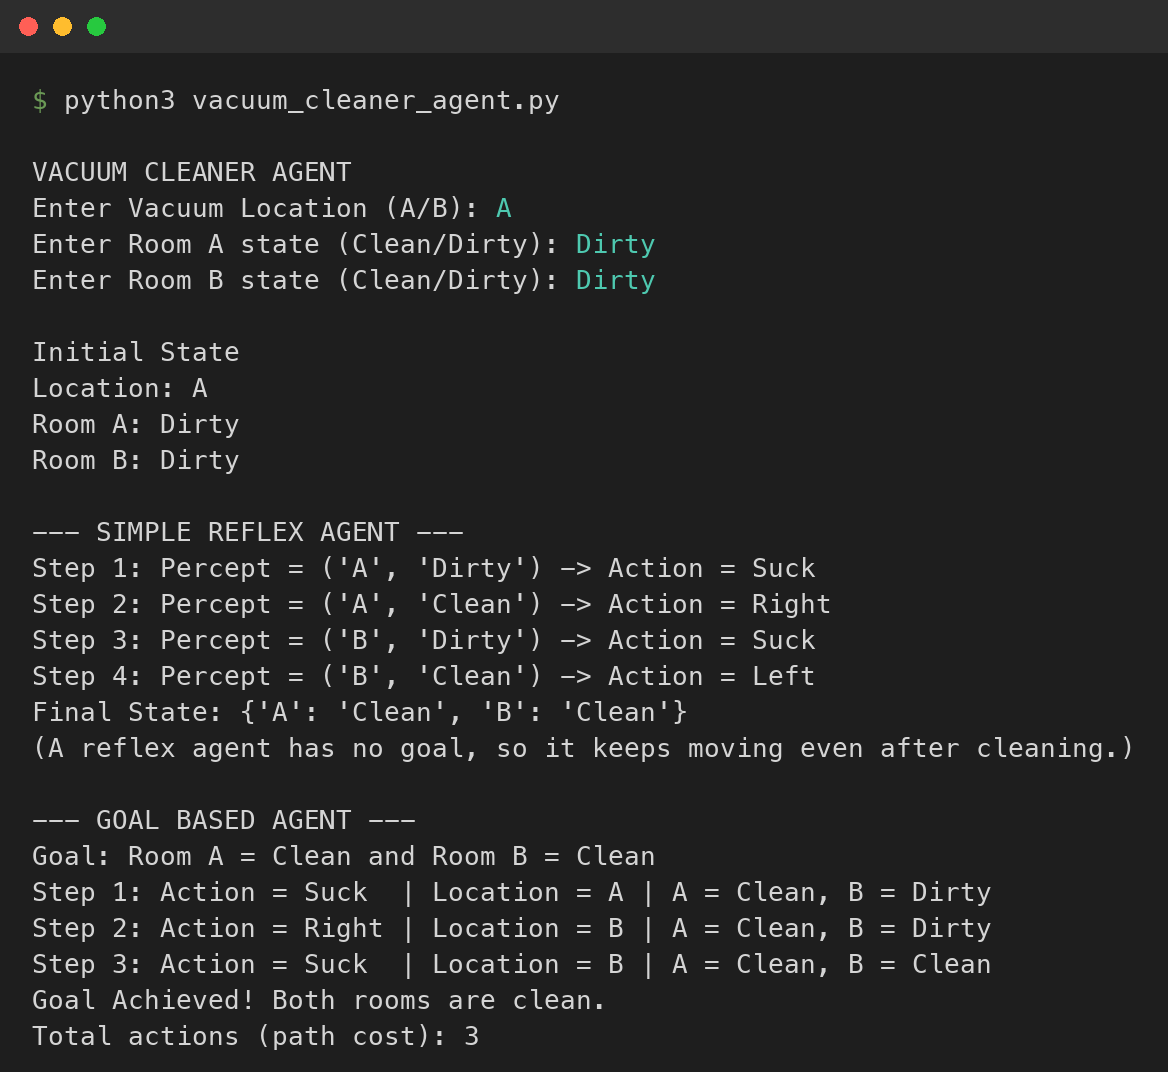 $ python3 vacuum_cleaner_agent.py
VACUUM CLEANER AGENT
Enter Vacuum Location (A/B): A
Enter Room A state (Clean/Dirty): Dirty
Enter Room B state (Clean/Dirty): Dirty
Initial State
Location: A
Room A: Dirty
Room B: Dirty
--- SIMPLE REFLEX AGENT ---
Step 1: Percept = ('A', 'Dirty') -> Action = Suck
Step 2: Percept = ('A', 'Clean') -> Action = Right
Step 3: Percept = ('B', 'Dirty') -> Action = Suck
Step 4: Percept = ('B', 'Clean') -> Action = Left
Final State: {'A': 'Clean', 'B': 'Clean'}
(A reflex agent has no goal, so it keeps moving even after cleaning.)
--- GOAL BASED AGENT ---
Goal: Room A = Clean and Room B = Clean
Step 1: Action = Suck  | Location = A | A = Clean, B = Dirty
Step 2: Action = Right | Location = B | A = Clean, B = Dirty
Step 3: Action = Suck  | Location = B | A = Clean, B = Clean
Goal Achieved! Both rooms are clean.
Total actions (path cost): 3